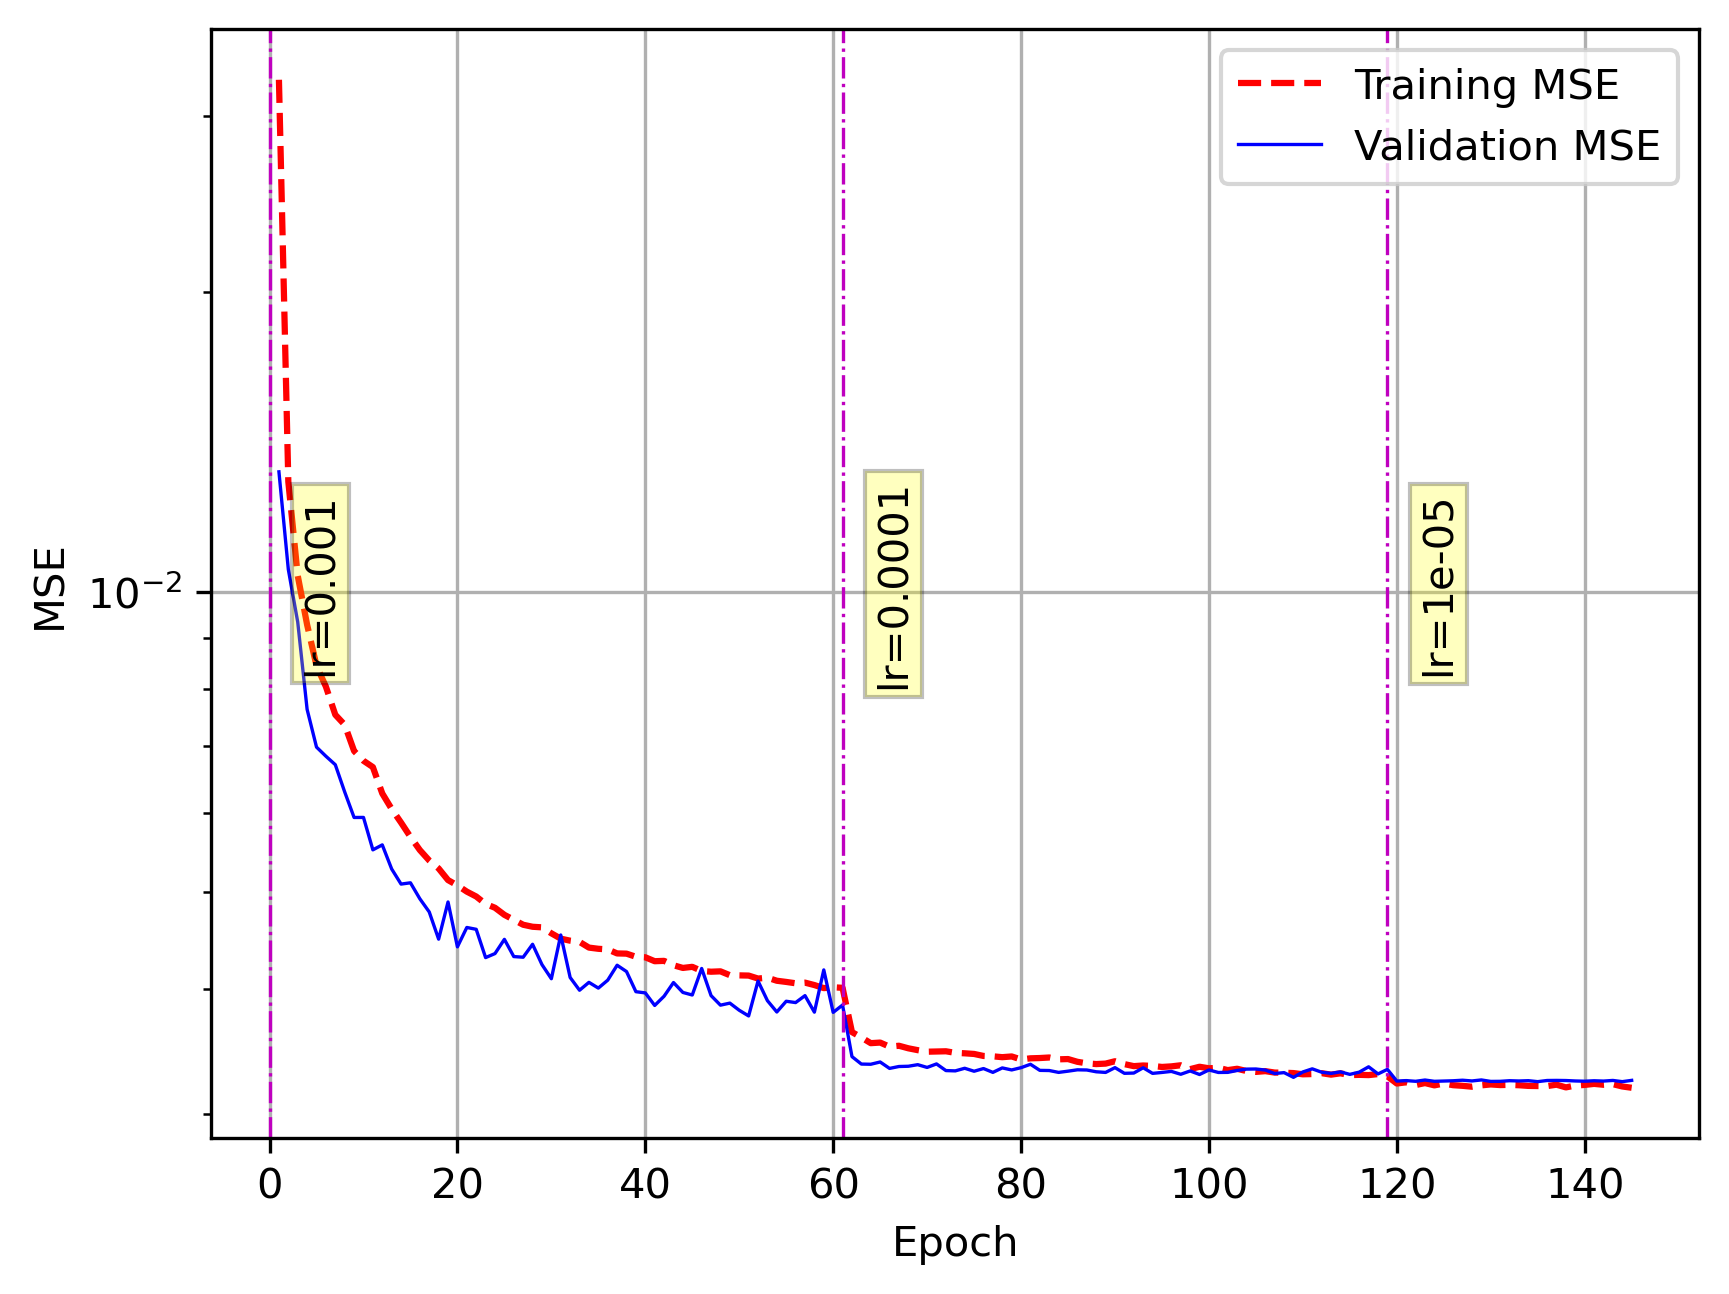 Training MSE
Validation MSE
lr=0.001
lr=0.0001
lr=1e-05
MSE
10⁻²
0 20 40 60 80 100 120 140
Epoch